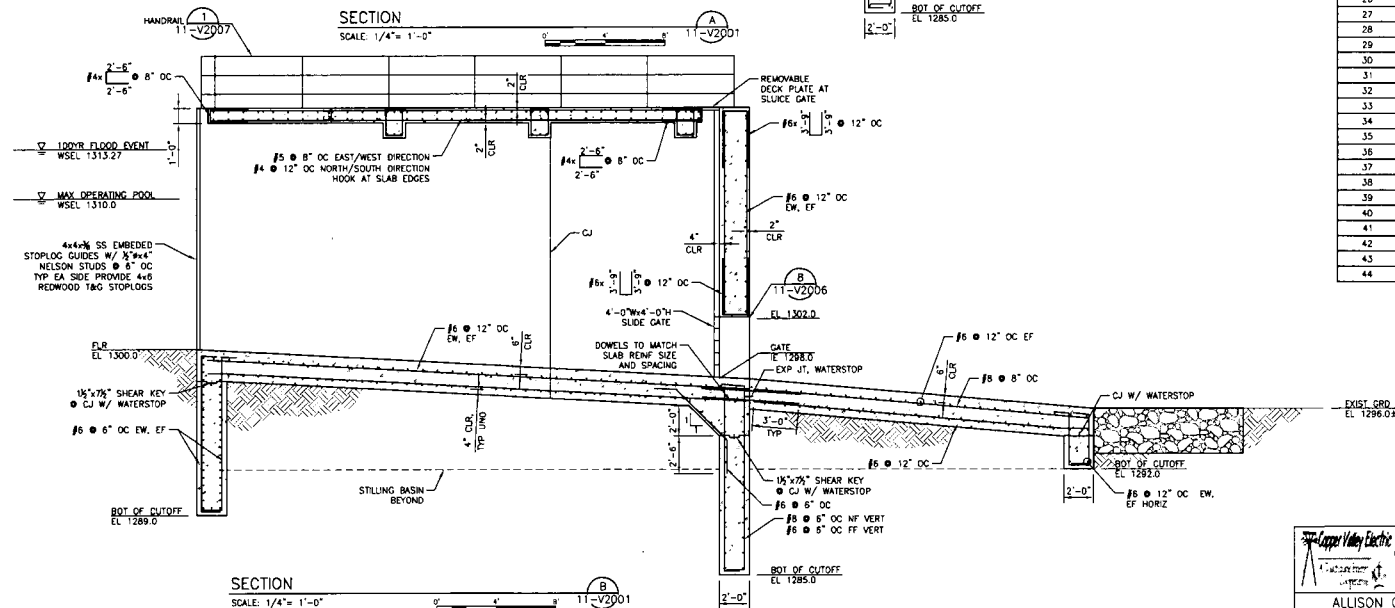 HANDRAIL
1
11-V2007
SECTION
SCALE: 1/4"= 1'-0"
0' 4' 8'
A
11-V2001
BOT OF CUTOFF
EL 1285.0
2'-0"
27
28
29
30
31
32
33
34
35
36
37
38
39
40
41
42
43
44
#4x 2'-6" 2'-6" @ 8" OC
2" CLR
REMOVABLE
DECK PLATE AT
SLUICE GATE
1'-0"
100YR FLOOD EVENT
WSEL 1313.27
#5 @ 8" OC EAST/WEST DIRECTION
#4 @ 12" OC NORTH/SOUTH DIRECTION
HOOK AT SLAB EDGES
2" CLR
#4x 2'-6" 2'-6" @ 8" OC
#6x 3'-9" 3'-9" @ 12" OC
MAX OPERATING POOL
WSEL 1310.0
#6 @ 12" OC
EW, EF
4x4x⅜ SS EMBEDED
STOPLOG GUIDES W/ ½"øx4"
NELSON STUDS @ 6" OC
TYP EA SIDE PROVIDE 4x6
REDWOOD T&G STOPLOGS
CJ
4" CLR
2" CLR
#6x 3'-9" 3'-9" @ 12" OC
B
11-V2006
4'-0"Wx4'-0"H
SLIDE GATE
EL 1302.0
#6 @ 12" OC
EW, EF
6" CLR
DOWELS TO MATCH
SLAB REINF SIZE
AND SPACING
GATE
IE 1298.0
EXP JT, WATERSTOP
#6 @ 12" OC EF
6" CLR
#8 @ 8" OC
CJ W/ WATERSTOP
FLR
EL 1300.0
EXIST GRD
EL 1296.0±
1½"x7½" SHEAR KEY
@ CJ W/ WATERSTOP
4" CLR,
TYP UNO
2'-0"
1
1
3'-0"
TYP
#6 @ 6" OC EW, EF
2'-6"
#6 @ 12" OC
BOT OF CUTOFF
EL 1292.0
2'-0"
#6 @ 12" OC EW,
EF HORIZ
STILLING BASIN
BEYOND
1½"x7½" SHEAR KEY
@ CJ W/ WATERSTOP
#6 @ 6" OC
#8 @ 6" OC NF VERT
#6 @ 6" OC FF VERT
BOT OF CUTOFF
EL 1289.0
BOT OF CUTOFF
EL 1285.0
2'-0"
SECTION
SCALE: 1/4"= 1'-0"
0' 4' 8'
B
11-V2001
Copper Valley Electric
ALLISON